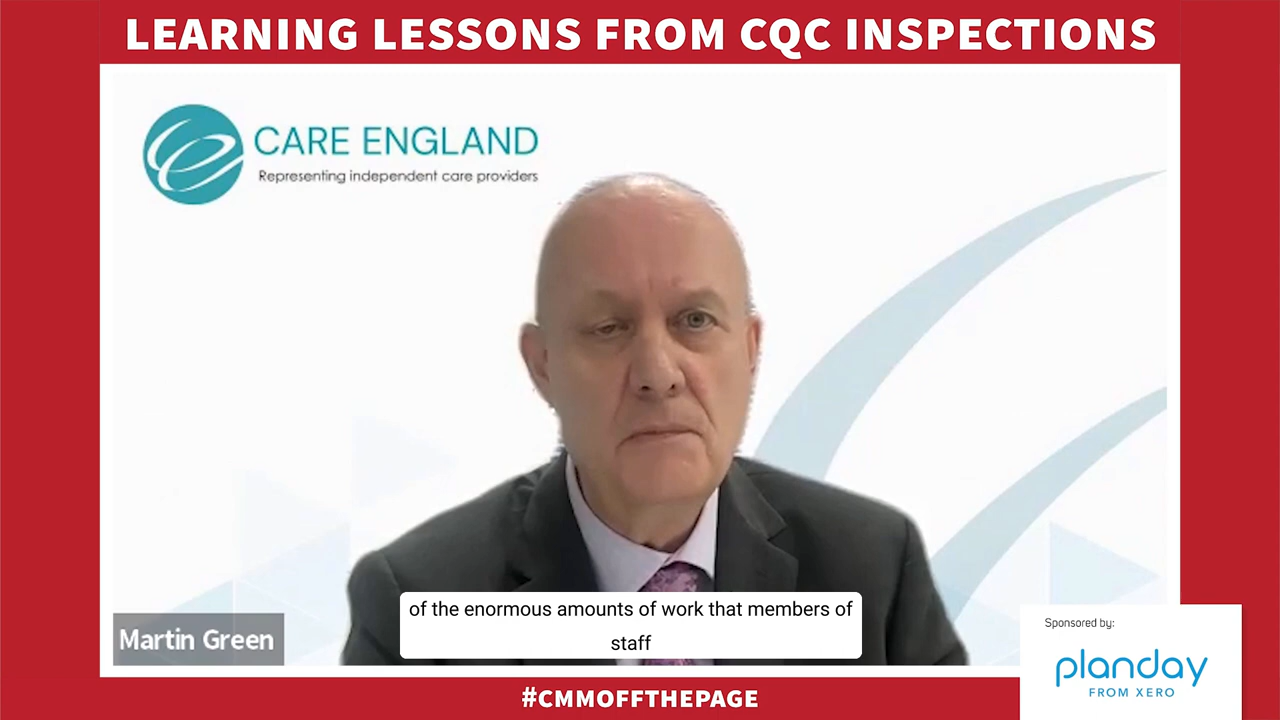 LEARNING LESSONS FROM CQC INSPECTIONS
CARE ENGLAND
Representing independent care providers
of the enormous amounts of work that members of
staff
Martin Green
Sponsored by:
planday
FROM XERO
#CMMOFFTHEPAGE